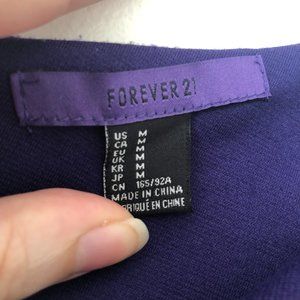 FOREVER 21
US M
CA M
EU M
UK M
KR M
JP M
CN 165/92A
MADE IN CHINA
FABRIQUÉ EN CHINE